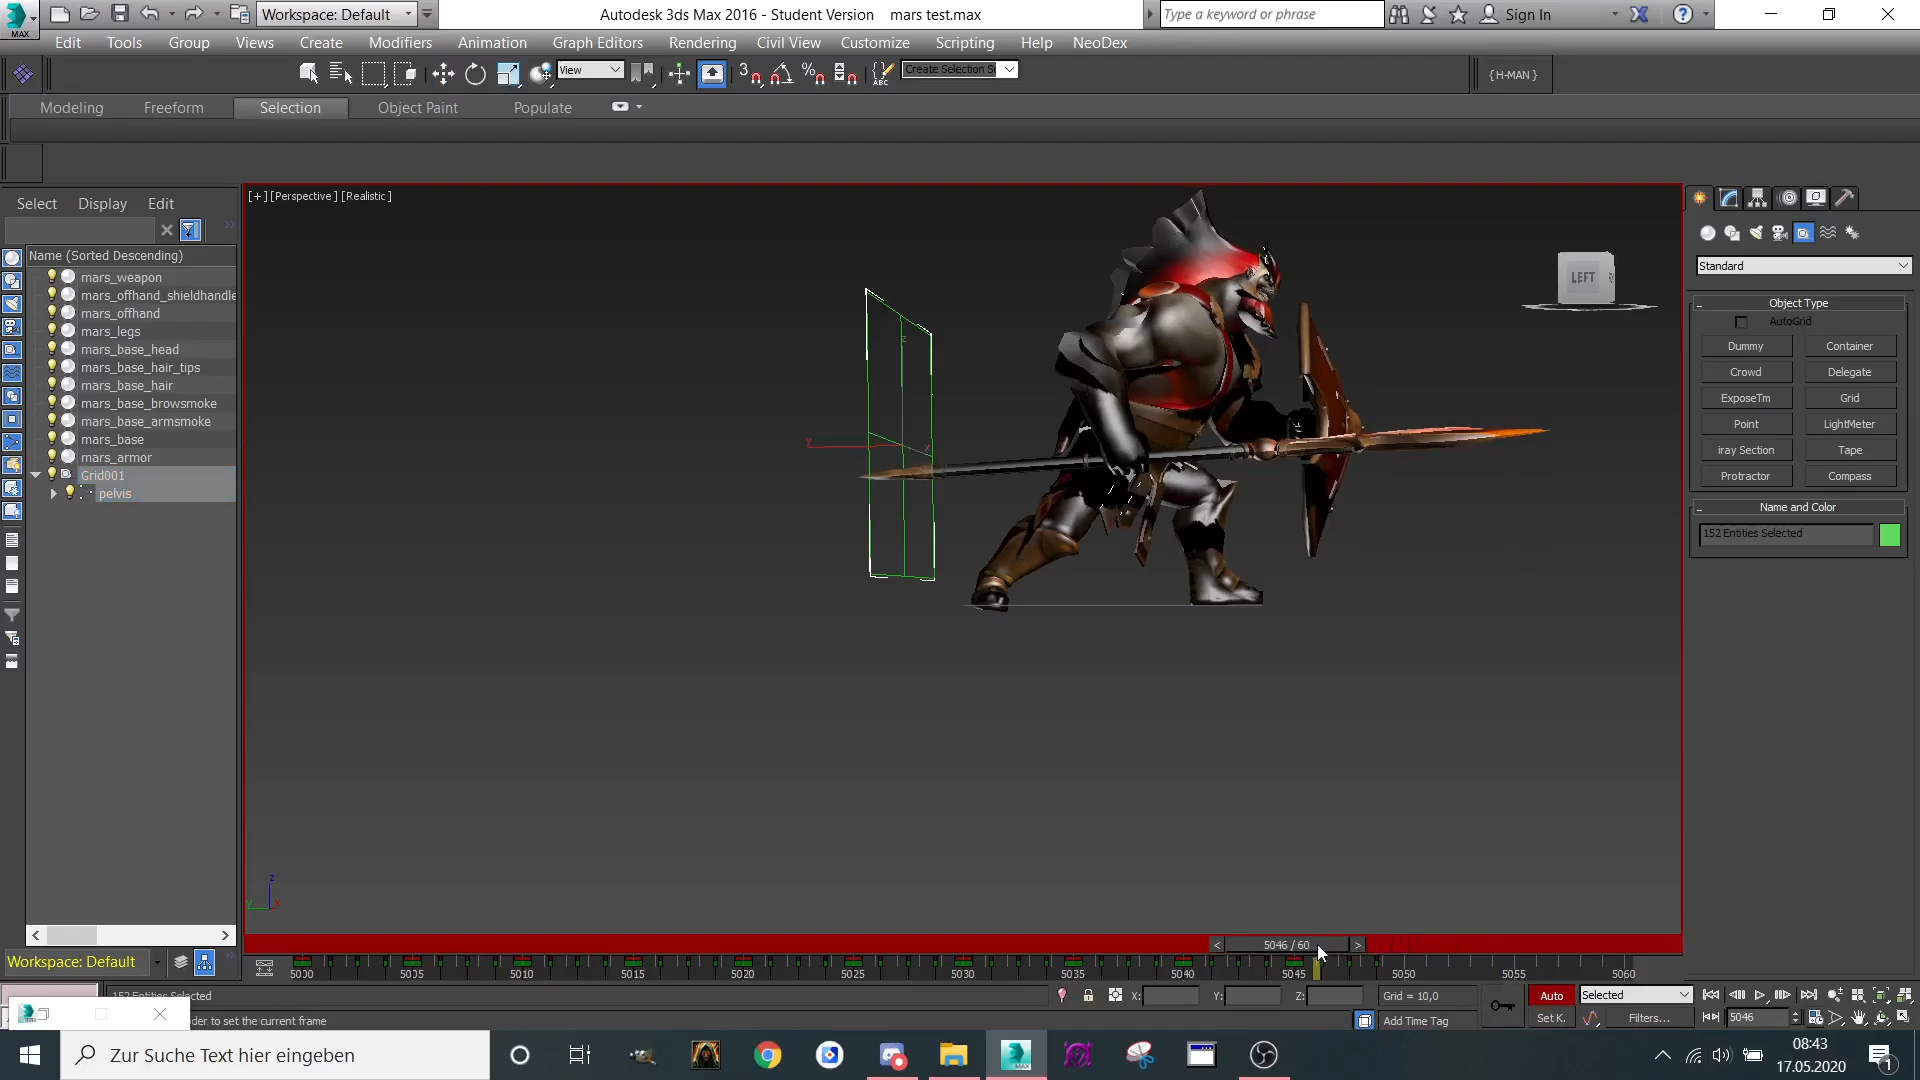 MAX
Workspace: Default
Autodesk 3ds Max 2016 - Student Version mars test.max
Type a keyword or phrase
Sign In
Edit Tools Group Views Create Modifiers Animation Graph Editors Rendering Civil View Customize Scripting Help NeoDex
View
3
%
ABC
Create Selection S
{ H-MAN }
Modeling Freeform Selection Object Paint Populate
Select Display Edit
Name (Sorted Descending)
mars_weapon
mars_offhand_shieldhandle
mars_offhand
mars_legs
mars_base_head
mars_base_hair_tips
mars_base_hair
mars_base_browsmoke
mars_base_armsmoke
mars_base
mars_armor
Grid001
pelvis
[+] [Perspective ] [Realistic ]
LEFT
z
y
x
z
y
Standard
Object Type
AutoGrid
Dummy Container
Crowd Delegate
ExposeTm Grid
Point LightMeter
iray Section Tape
Protractor Compass
Name and Color
152 Entities Selected
< 5046 / 60 >
Workspace: Default
5000 5005 5010 5015 5020 5025 5030 5035 5040 5045 5050 5055 5060
152 Entities Selected
X: Y: Z: Grid = 10,0
Auto Selected
der to set the current frame
Add Time Tag
Set K. Filters... 5046
Zur Suche Text hier eingeben
MAX
08:43
17.05.2020
1